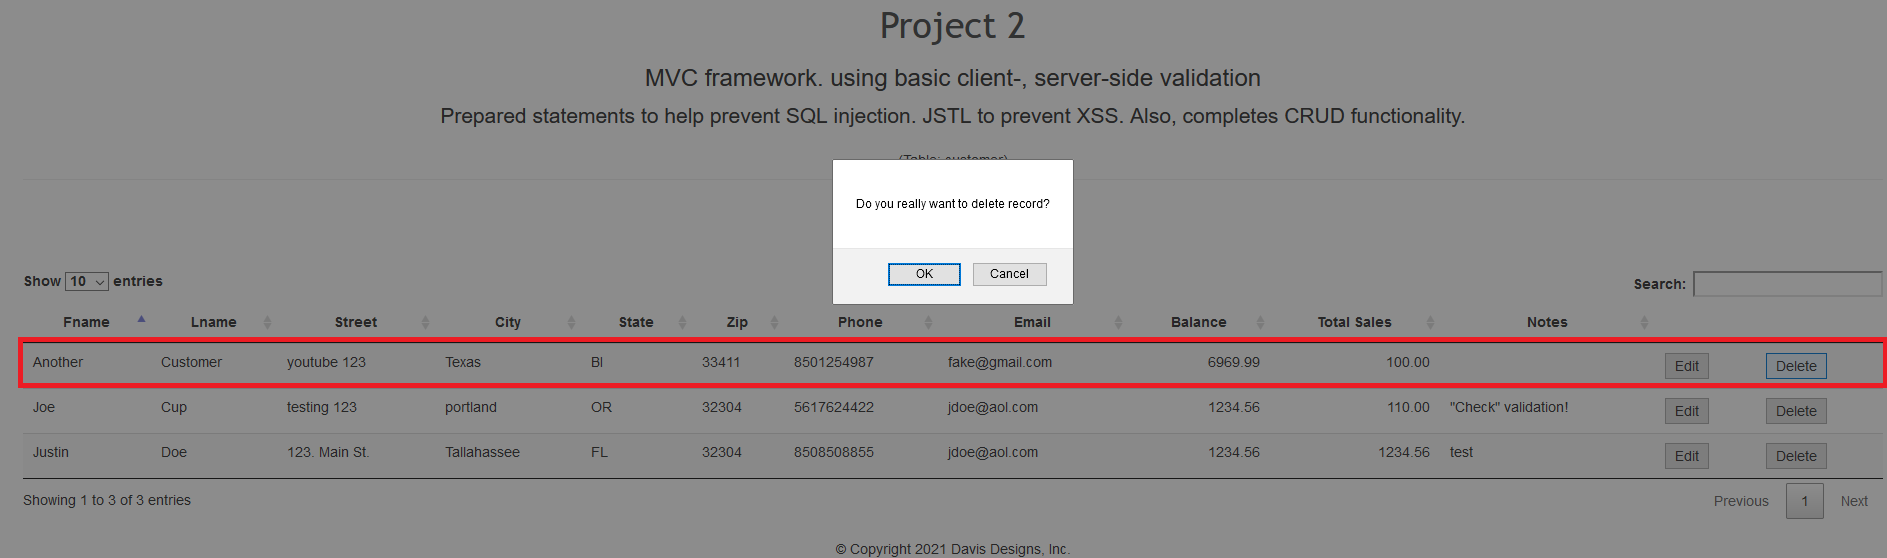 Project 2
MVC framework. using basic client-, server-side validation
Prepared statements to help prevent SQL injection. JSTL to prevent XSS. Also, completes CRUD functionality.
(Table: customer)
Do you really want to delete record?
OK Cancel
Show 10 entries Search:
Fname Lname Street City State Zip Phone Email Balance Total Sales Notes
Another Customer youtube 123 Texas Bl 33411 8501254987 fake@gmail.com 6969.99 100.00 Edit Delete
Joe Cup testing 123 portland OR 32304 5617624422 jdoe@aol.com 1234.56 110.00 "Check" validation! Edit Delete
Justin Doe 123. Main St. Tallahassee FL 32304 8508508855 jdoe@aol.com 1234.56 1234.56 test Edit Delete
Showing 1 to 3 of 3 entries Previous 1 Next
© Copyright 2021 Davis Designs, Inc.